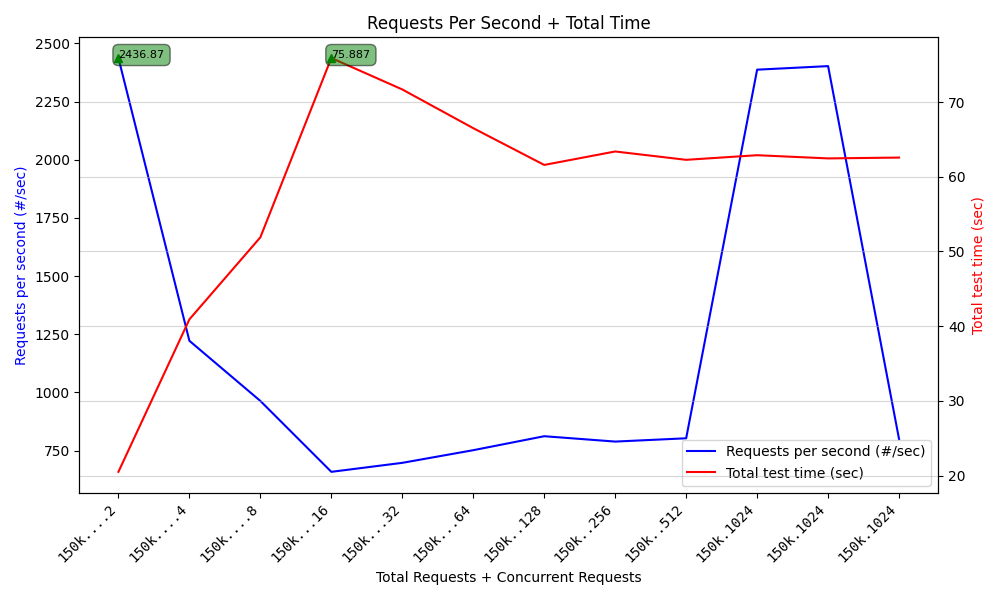 Requests Per Second + Total Time
2436.87
75.887
Requests per second (#/sec)
2500
2250
2000
1750
1500
1250
1000
750
70
60
50
40
30
20
Total test time (sec)
Requests per second (#/sec)
Total test time (sec)
150k....2
150k....4
150k....8
150k...16
150k...32
150k...64
150k..128
150k..256
150k..512
150k.1024
150k.1024
150k.1024
Total Requests + Concurrent Requests